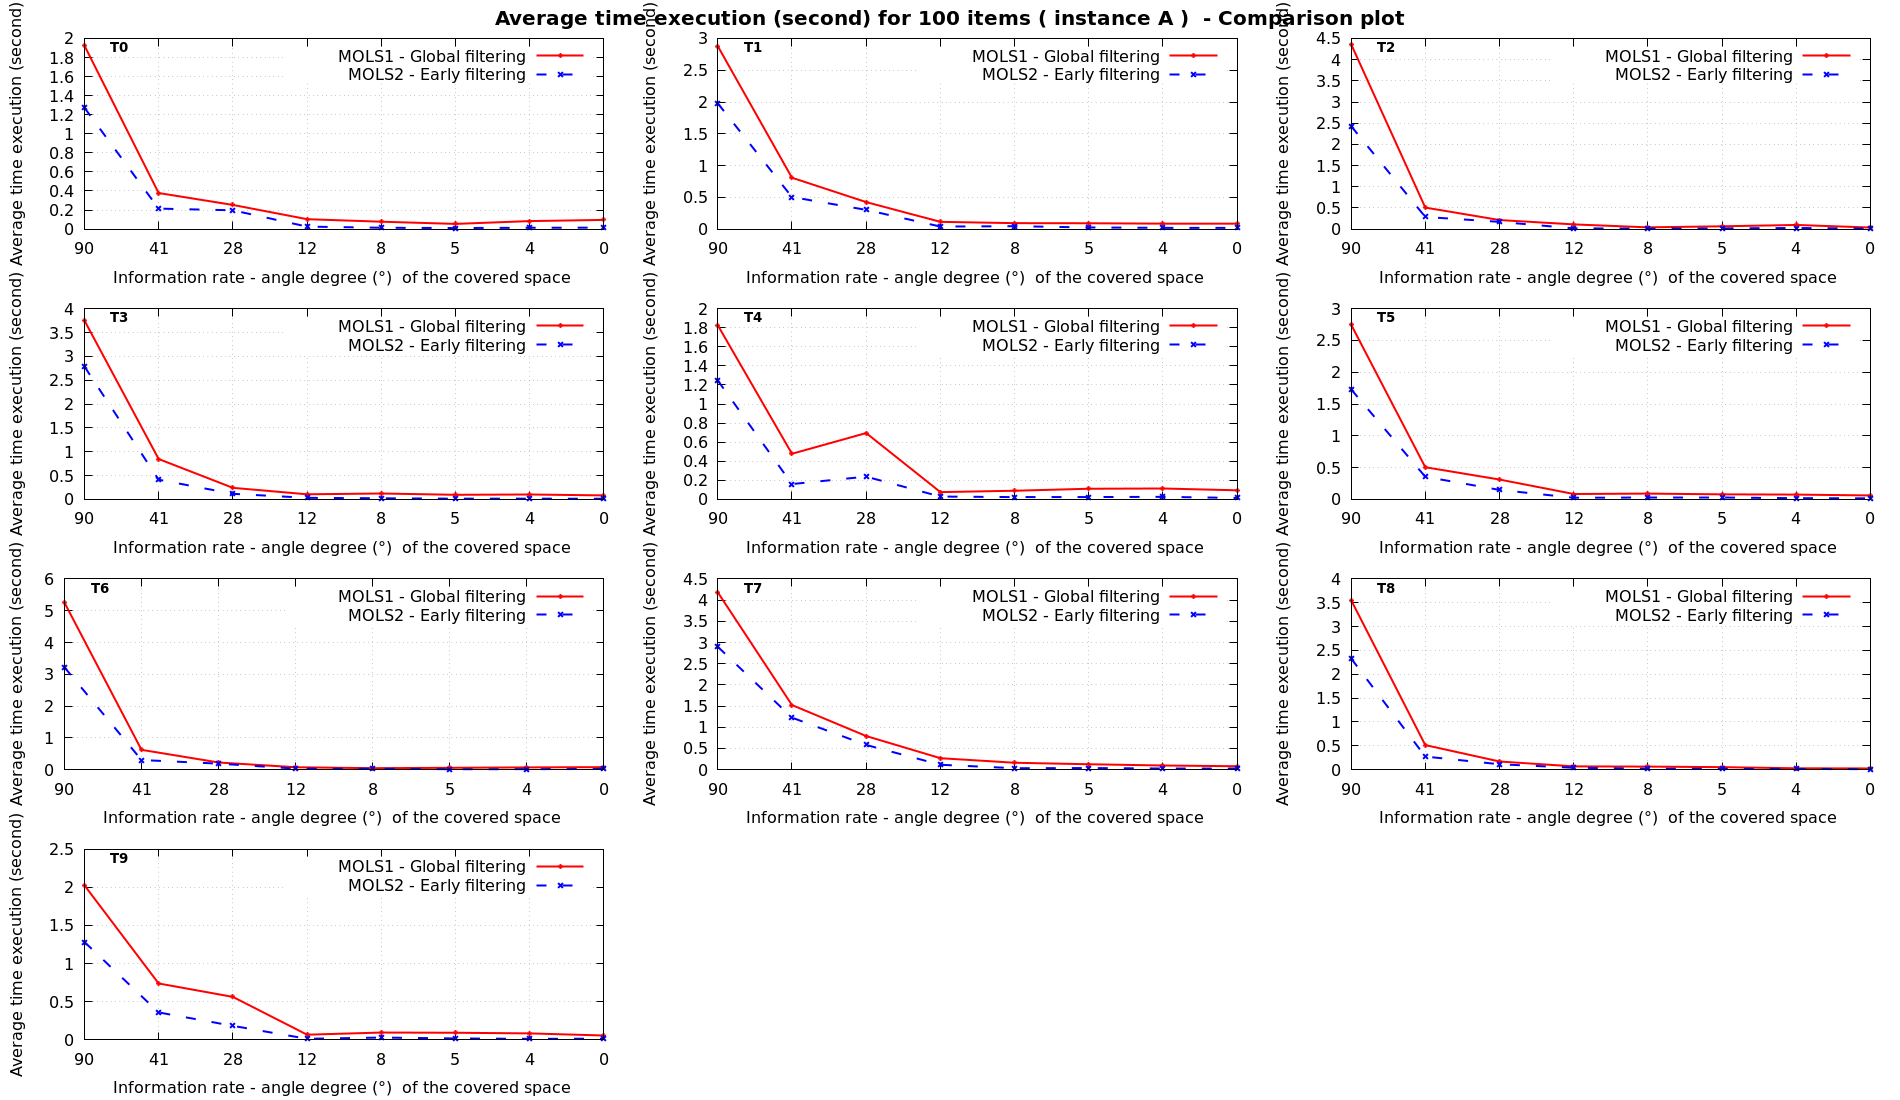 Average time execution (second) for 100 items ( instance A )  - Comparison plot
Average time execution (second)
T0
MOLS1 - Global filtering
MOLS2 - Early filtering
2
1.8
1.6
1.4
1.2
1
0.8
0.6
0.4
0.2
0
90 41 28 12 8 5 4 0
Information rate - angle degree (°)  of the covered space
Average time execution (second)
T1
MOLS1 - Global filtering
MOLS2 - Early filtering
3
2.5
2
1.5
1
0.5
0
90 41 28 12 8 5 4 0
Information rate - angle degree (°)  of the covered space
Average time execution (second)
T2
MOLS1 - Global filtering
MOLS2 - Early filtering
4.5
4
3.5
3
2.5
2
1.5
1
0.5
0
90 41 28 12 8 5 4 0
Information rate - angle degree (°)  of the covered space
Average time execution (second)
T3
MOLS1 - Global filtering
MOLS2 - Early filtering
4
3.5
3
2.5
2
1.5
1
0.5
0
90 41 28 12 8 5 4 0
Information rate - angle degree (°)  of the covered space
Average time execution (second)
T4
MOLS1 - Global filtering
MOLS2 - Early filtering
2
1.8
1.6
1.4
1.2
1
0.8
0.6
0.4
0.2
0
90 41 28 12 8 5 4 0
Information rate - angle degree (°)  of the covered space
Average time execution (second)
T5
MOLS1 - Global filtering
MOLS2 - Early filtering
3
2.5
2
1.5
1
0.5
0
90 41 28 12 8 5 4 0
Information rate - angle degree (°)  of the covered space
Average time execution (second)
T6
MOLS1 - Global filtering
MOLS2 - Early filtering
6
5
4
3
2
1
0
90 41 28 12 8 5 4 0
Information rate - angle degree (°)  of the covered space
Average time execution (second)
T7
MOLS1 - Global filtering
MOLS2 - Early filtering
4.5
4
3.5
3
2.5
2
1.5
1
0.5
0
90 41 28 12 8 5 4 0
Information rate - angle degree (°)  of the covered space
Average time execution (second)
T8
MOLS1 - Global filtering
MOLS2 - Early filtering
4
3.5
3
2.5
2
1.5
1
0.5
0
90 41 28 12 8 5 4 0
Information rate - angle degree (°)  of the covered space
Average time execution (second)
T9
MOLS1 - Global filtering
MOLS2 - Early filtering
2.5
2
1.5
1
0.5
0
90 41 28 12 8 5 4 0
Information rate - angle degree (°)  of the covered space